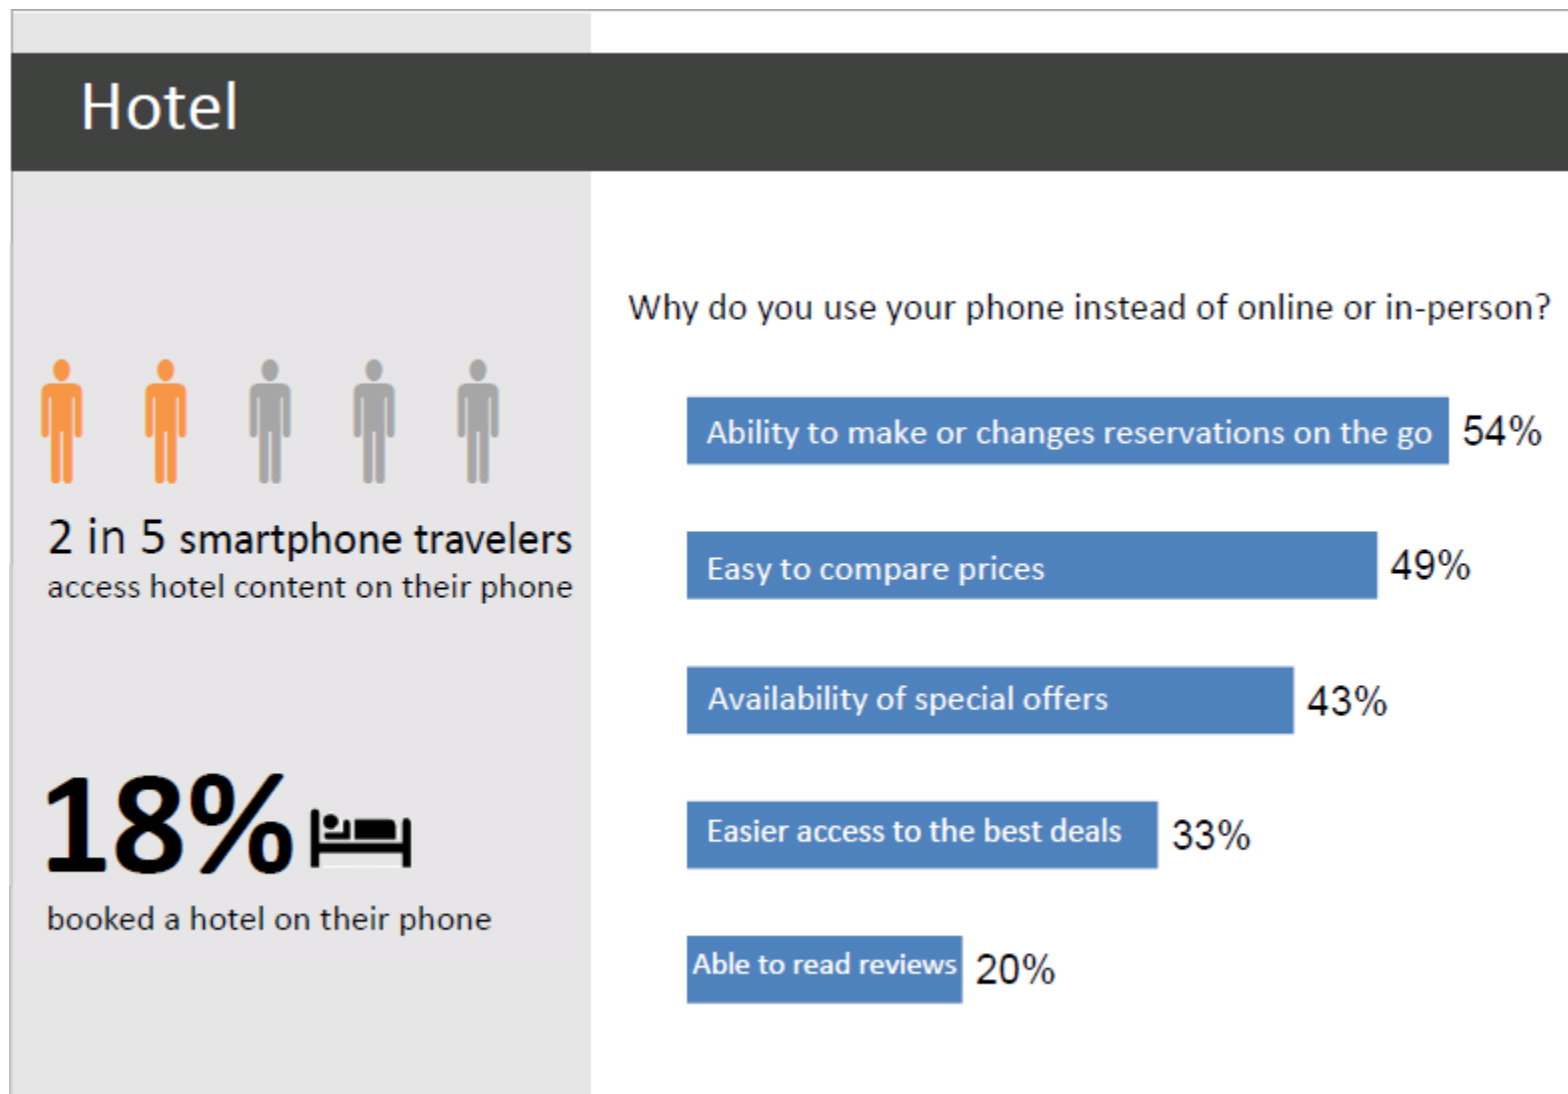 Hotel
2 in 5 smartphone travelers
access hotel content on their phone
18%
booked a hotel on their phone
Why do you use your phone instead of online or in-person?
Ability to make or changes reservations on the go 54%
Easy to compare prices 49%
Availability of special offers 43%
Easier access to the best deals 33%
Able to read reviews 20%